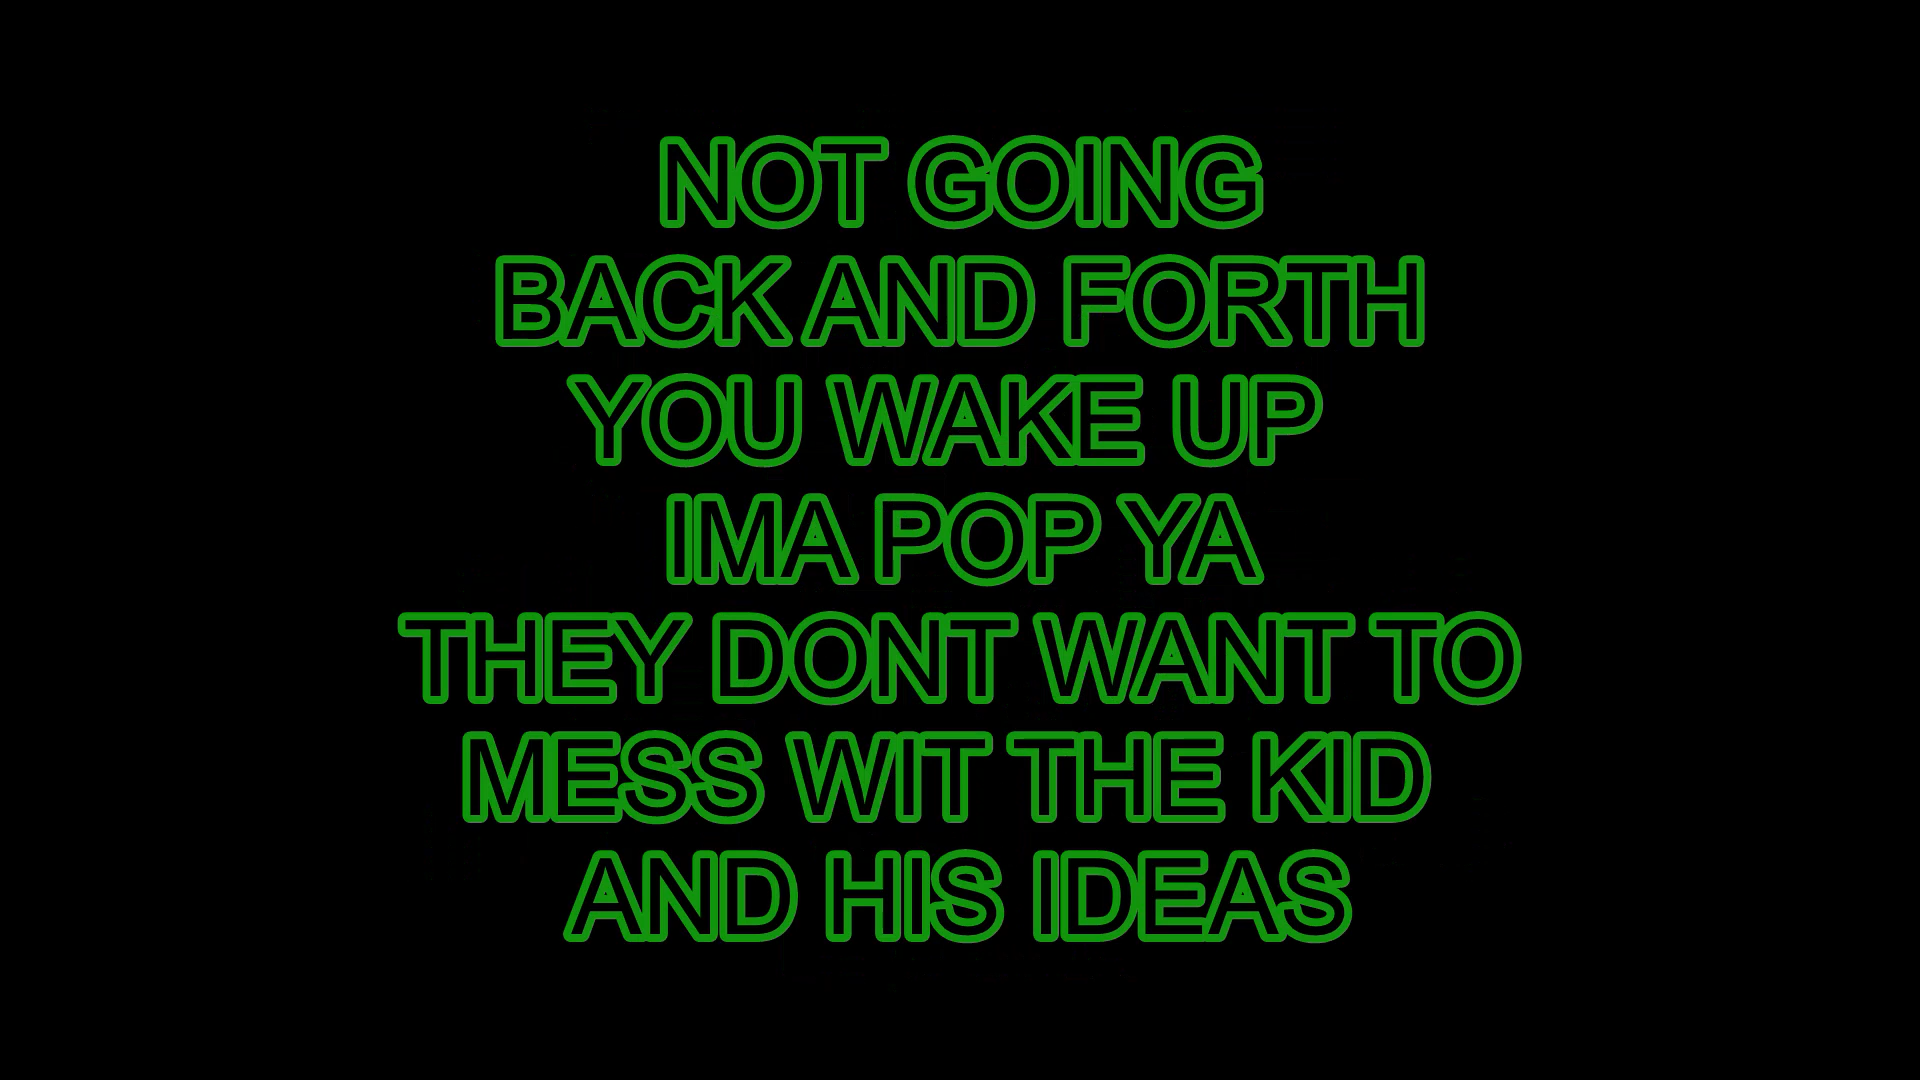 NOT GOING
BACK AND FORTH
YOU WAKE UP
IMA POP YA
THEY DONT WANT TO
MESS WIT THE KID
AND HIS IDEAS